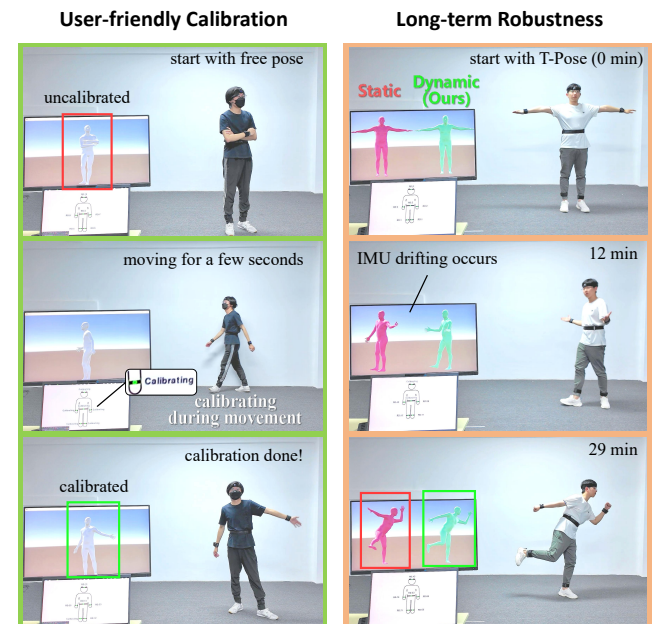 User-friendly Calibration
start with free pose
uncalibrated
moving for a few seconds
Calibrating
calibrating
during movement
calibration done!
calibrated
Long-term Robustness
start with T-Pose (0 min)
Static
Dynamic
(Ours)
IMU drifting occurs
12 min
29 min